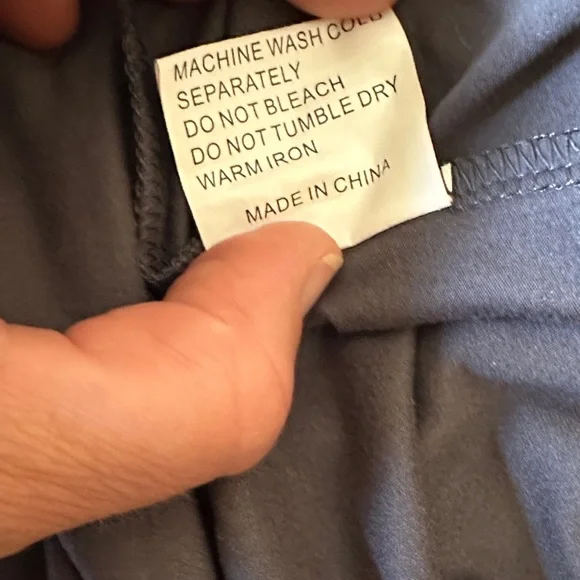 MACHINE WASH COLD
SEPARATELY
DO NOT BLEACH
DO NOT TUMBLE DRY
WARM IRON
MADE IN CHINA